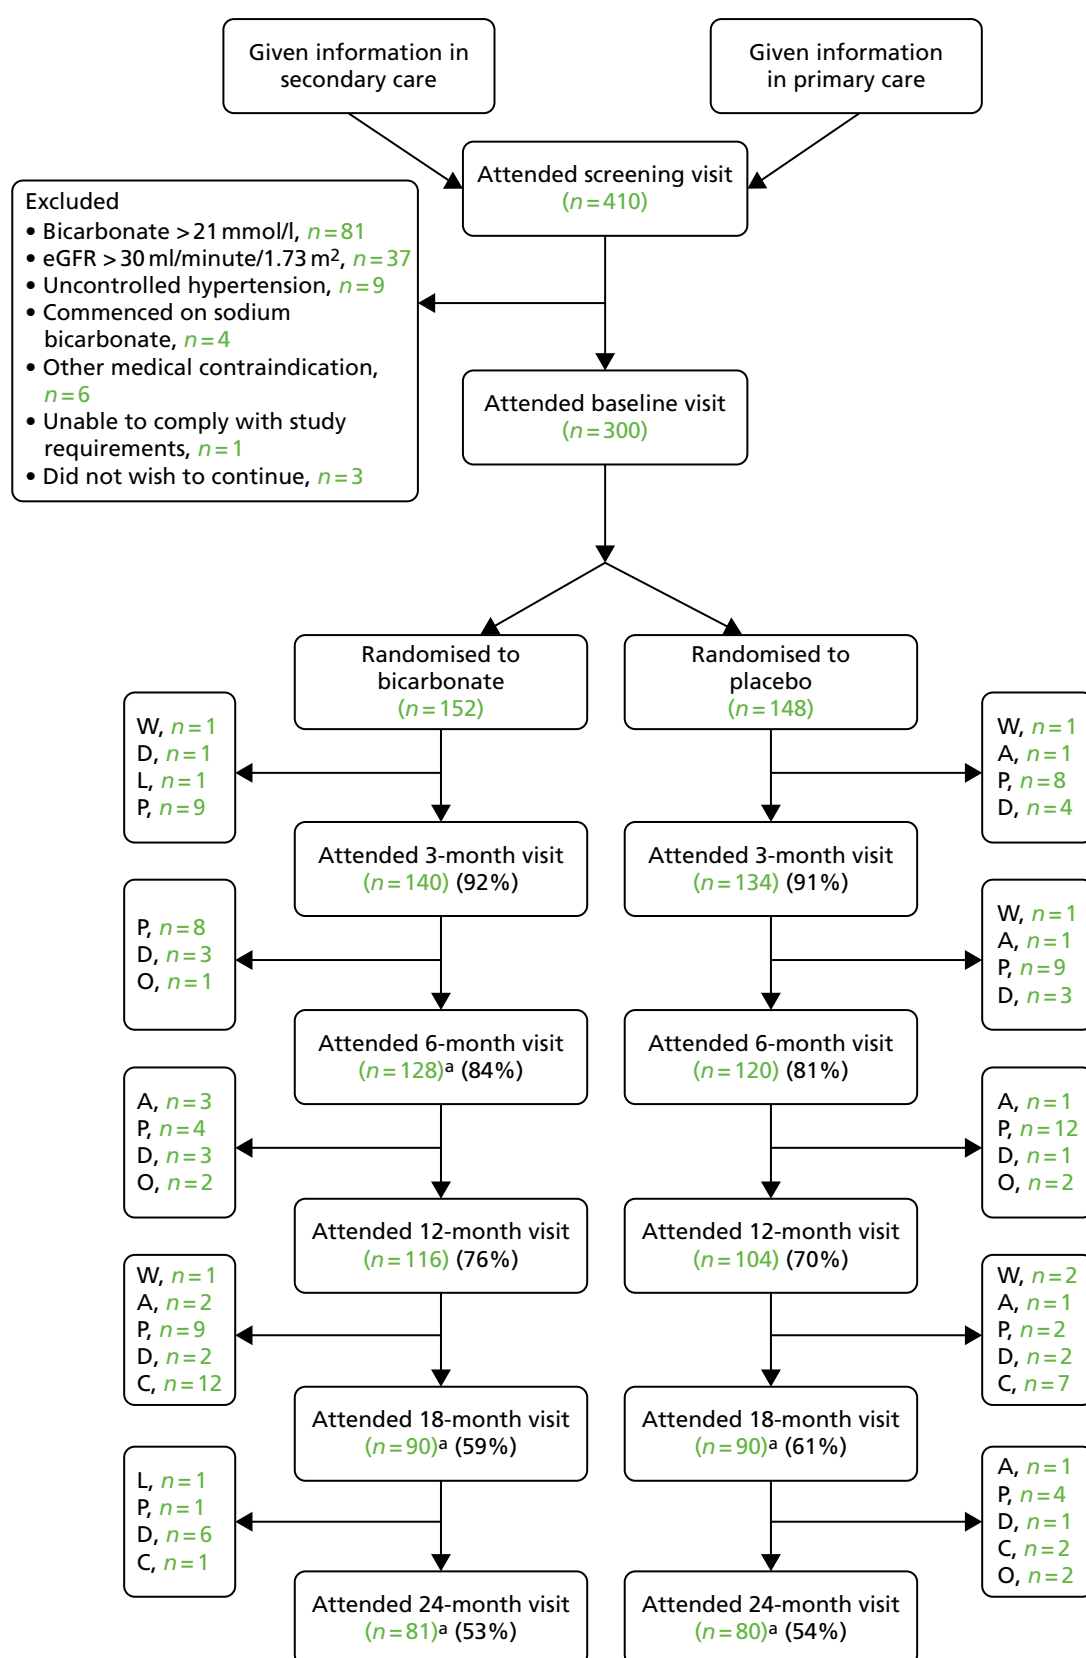 Given information in
secondary care
Given information
in primary care
Attended screening visit
(n=410)
Excluded
• Bicarbonate >21 mmol/l, n=81
• eGFR >30 ml/minute/1.73 m², n=37
• Uncontrolled hypertension, n=9
• Commenced on sodium
bicarbonate, n=4
• Other medical contraindication,
n=6
• Unable to comply with study
requirements, n=1
• Did not wish to continue, n=3
Attended baseline visit
(n=300)
Randomised to
bicarbonate
(n=152)
Randomised to
placebo
(n=148)
W, n=1
D, n=1
L, n=1
P, n=9
W, n=1
A, n=1
P, n=8
D, n=4
Attended 3-month visit
(n=140) (92%)
Attended 3-month visit
(n=134) (91%)
P, n=8
D, n=3
O, n=1
W, n=1
A, n=1
P, n=9
D, n=3
Attended 6-month visit
(n=128)ᵃ (84%)
Attended 6-month visit
(n=120) (81%)
A, n=3
P, n=4
D, n=3
O, n=2
A, n=1
P, n=12
D, n=1
O, n=2
Attended 12-month visit
(n=116) (76%)
Attended 12-month visit
(n=104) (70%)
W, n=1
A, n=2
P, n=9
D, n=2
C, n=12
W, n=2
A, n=1
P, n=2
D, n=2
C, n=7
Attended 18-month visit
(n=90)ᵃ (59%)
Attended 18-month visit
(n=90)ᵃ (61%)
L, n=1
P, n=1
D, n=6
C, n=1
A, n=1
P, n=4
D, n=1
C, n=2
O, n=2
Attended 24-month visit
(n=81)ᵃ (53%)
Attended 24-month visit
(n=80)ᵃ (54%)